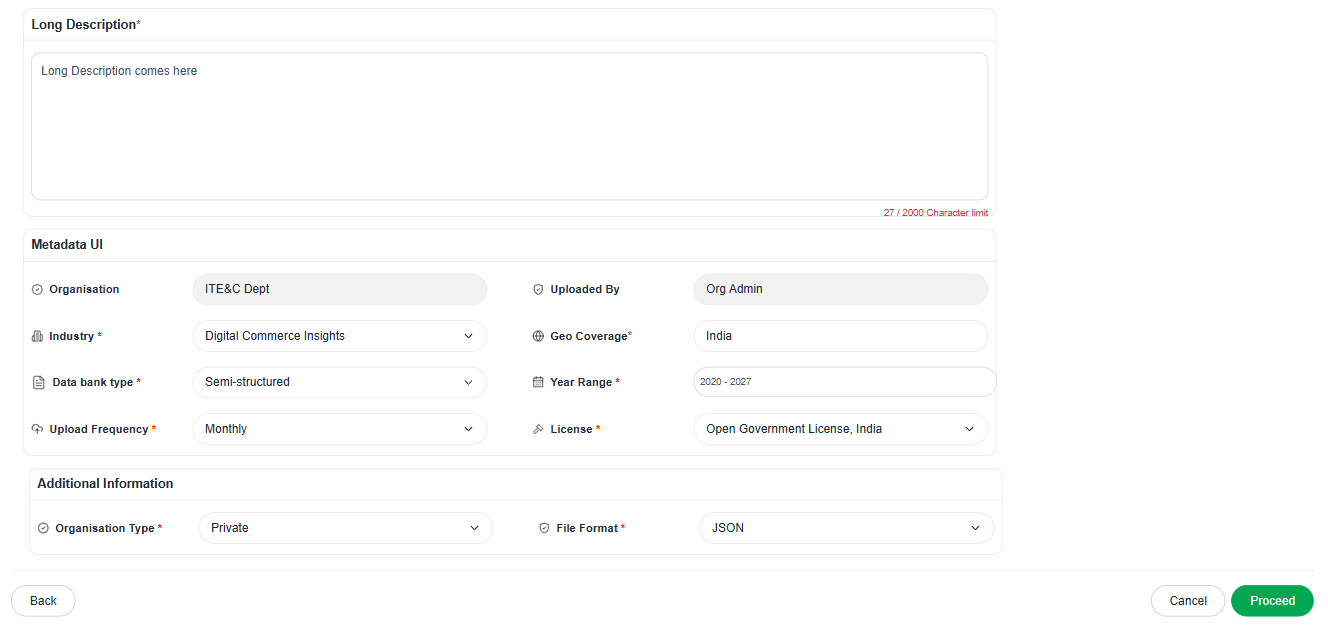 Long Description*
Long Description comes here
27 / 2000 Character limit
Metadata UI
Organisation ITE&C Dept Uploaded By Org Admin
Industry * Digital Commerce Insights Geo Coverage* India
Data bank type * Semi-structured Year Range * 2020 - 2027
Upload Frequency * Monthly License * Open Government License, India
Additional Information
Organisation Type * Private File Format * JSON
Back Cancel Proceed